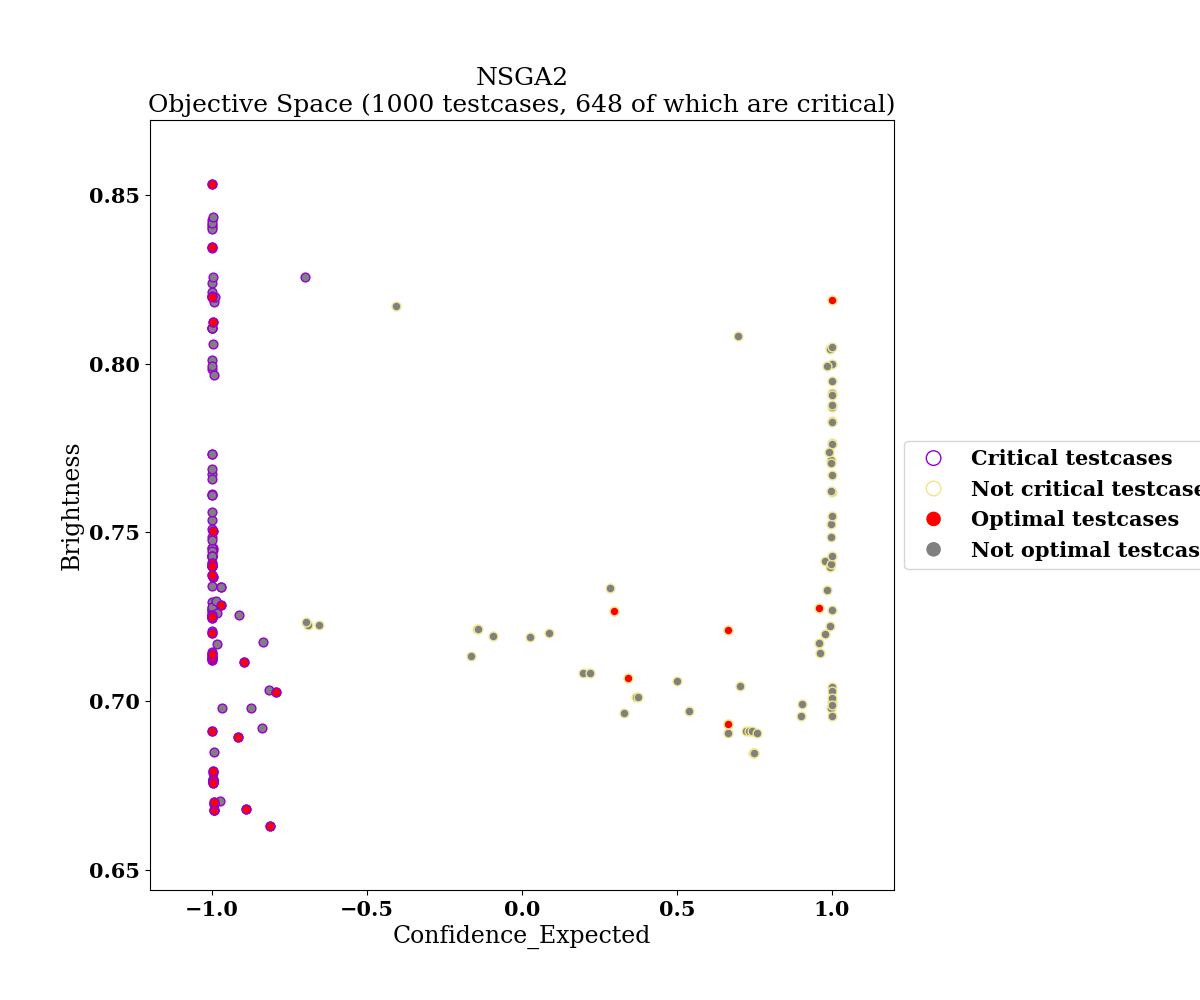 NSGA2
Objective Space (1000 testcases, 648 of which are critical)
0.85
0.80
0.75
0.70
0.65
Brightness
−1.0
−0.5
0.0
0.5
1.0
Confidence_Expected
Critical testcases
Not critical testcase
Optimal testcases
Not optimal testcas